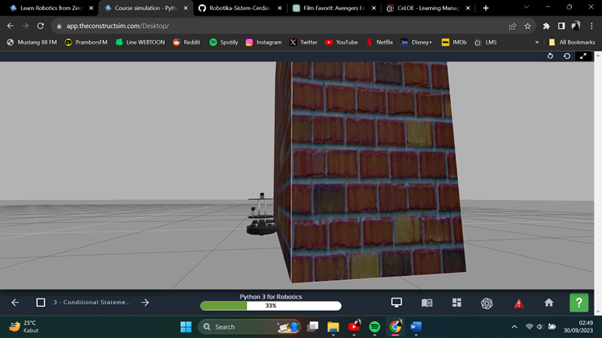 Learn Robotics from Zer
Course simulation - Pyth
Robotika-Sistem-Cerdas
Film Favorit: Avengers En
CeLOE - Learning Manag
app.theconstructsim.com/Desktop/
Mustang 88 FM
PramborsFM
Line WEBTOON
Reddit
Spotify
Instagram
Twitter
YouTube
Netflix
Disney+
IMDb
LMS
»
All Bookmarks
Python 3 for Robotics
3 - Conditional Stateme...
33%
?
25°C
Kabut
Search
02:49
30/09/2023